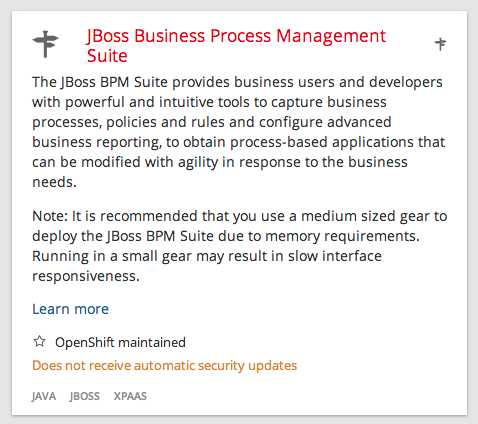 JBoss Business Process Management
Suite
The JBoss BPM Suite provides business users and developers
with powerful and intuitive tools to capture business
processes, policies and rules and configure advanced
business reporting, to obtain process-based applications that
can be modified with agility in response to the business
needs.
Note: It is recommended that you use a medium sized gear to
deploy the JBoss BPM Suite due to memory requirements.
Running in a small gear may result in slow interface
responsiveness.
Learn more
OpenShift maintained
Does not receive automatic security updates
JAVA JBOSS XPAAS